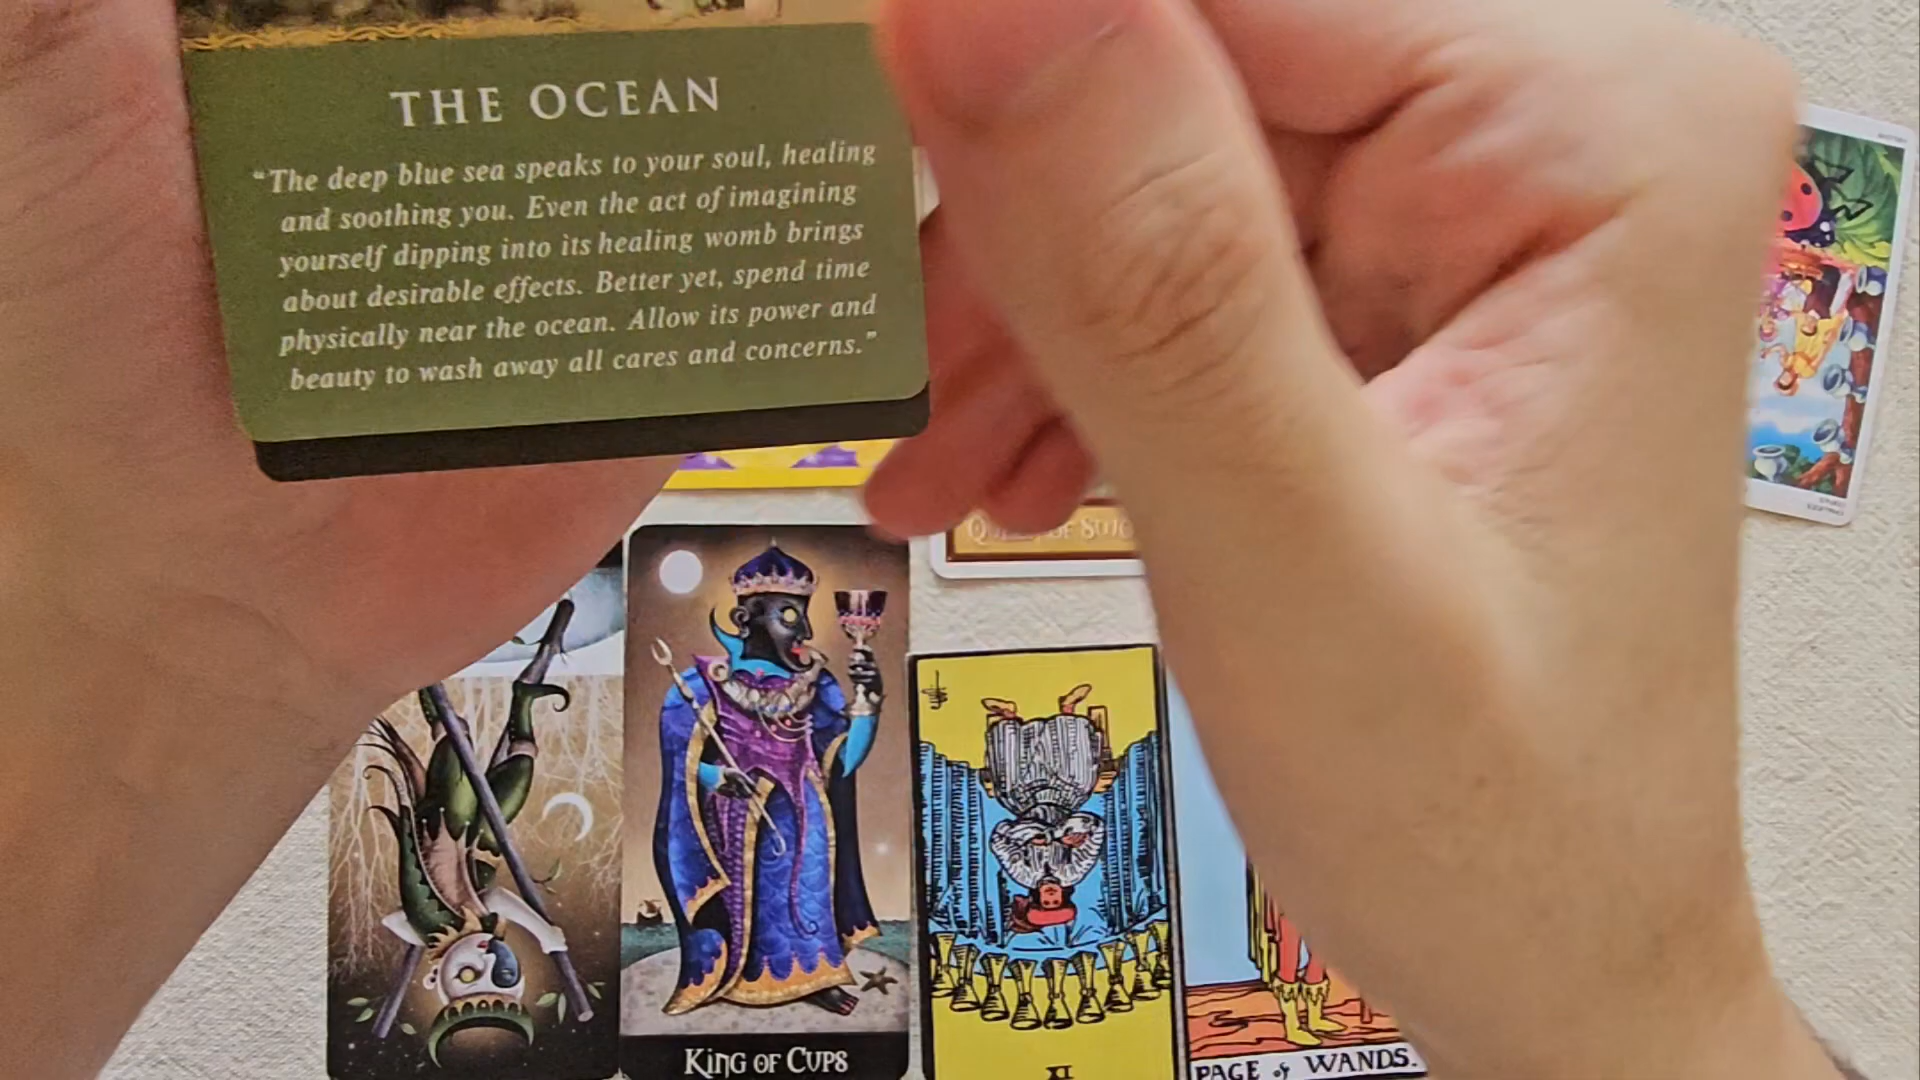 THE OCEAN
"The deep blue sea speaks to your soul, healing
and soothing you. Even the act of imagining
yourself dipping into its healing womb brings
about desirable effects. Better yet, spend time
physically near the ocean. Allow its power and
beauty to wash away all cares and concerns."
KING OF CUPS
PAGE of WANDS.